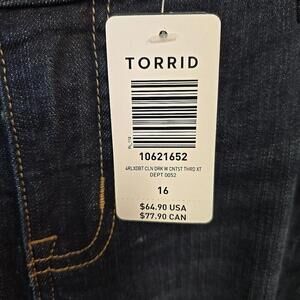 TORRID
10621652
4RLXDBT CLN DRK W CNTST THRD XT
DEPT 0052
16
$64.90 USA
$77.90 CAN